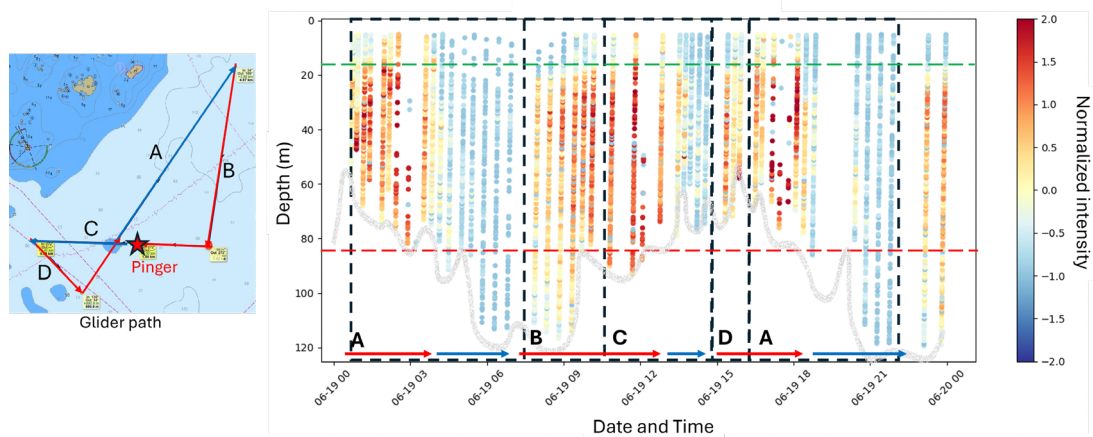 A
B
C
D
Pinger
Glider path
0
20
40
60
80
100
120
Depth (m)
A
B
C
D
A
06-19 00
06-19 03
06-19 06
06-19 09
06-19 12
06-19 15
06-19 18
06-19 21
06-20 00
Date and Time
2.0
1.5
1.0
0.5
0.0
−0.5
−1.0
−1.5
−2.0
Normalized intensity